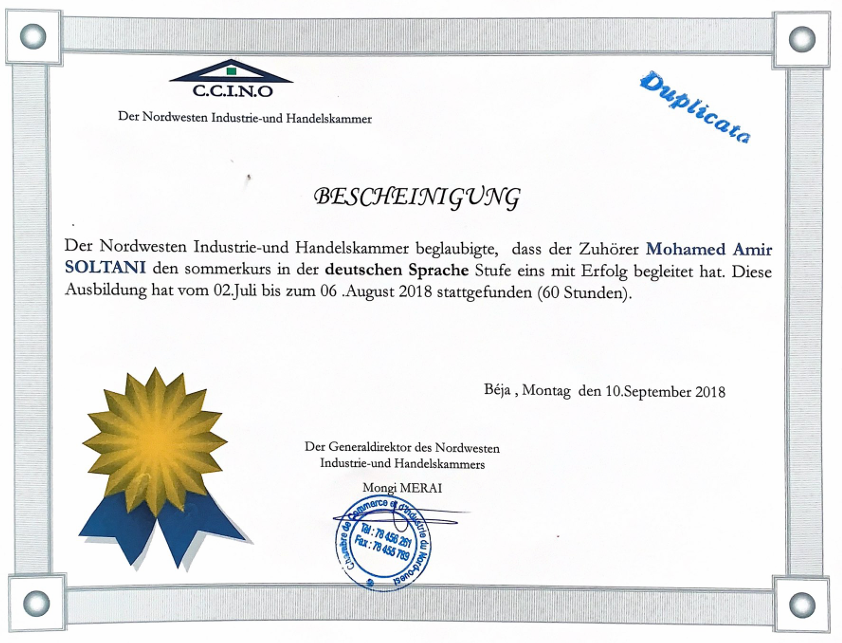 C.C.I.N.O
Der Nordwesten Industrie-und Handelskammer
Duplicata
BESCHEINIGUNG
Der Nordwesten Industrie-und Handelskammer beglaubigte, dass der Zuhörer Mohamed Amir
SOLTANI den sommerkurs in der deutschen Sprache Stufe eins mit Erfolg begleitet hat. Diese
Ausbildung hat vom 02.Juli bis zum 06 .August 2018 stattgefunden (60 Stunden).
Béja , Montag den 10.September 2018
Der Generaldirektor des Nordwesten
Industrie-und Handelskammers
Mongi MERAI
Chambre de Commerce et d'Industrie du Nord-ouest
Tél : 78 456 261
Fax : 78 455 789